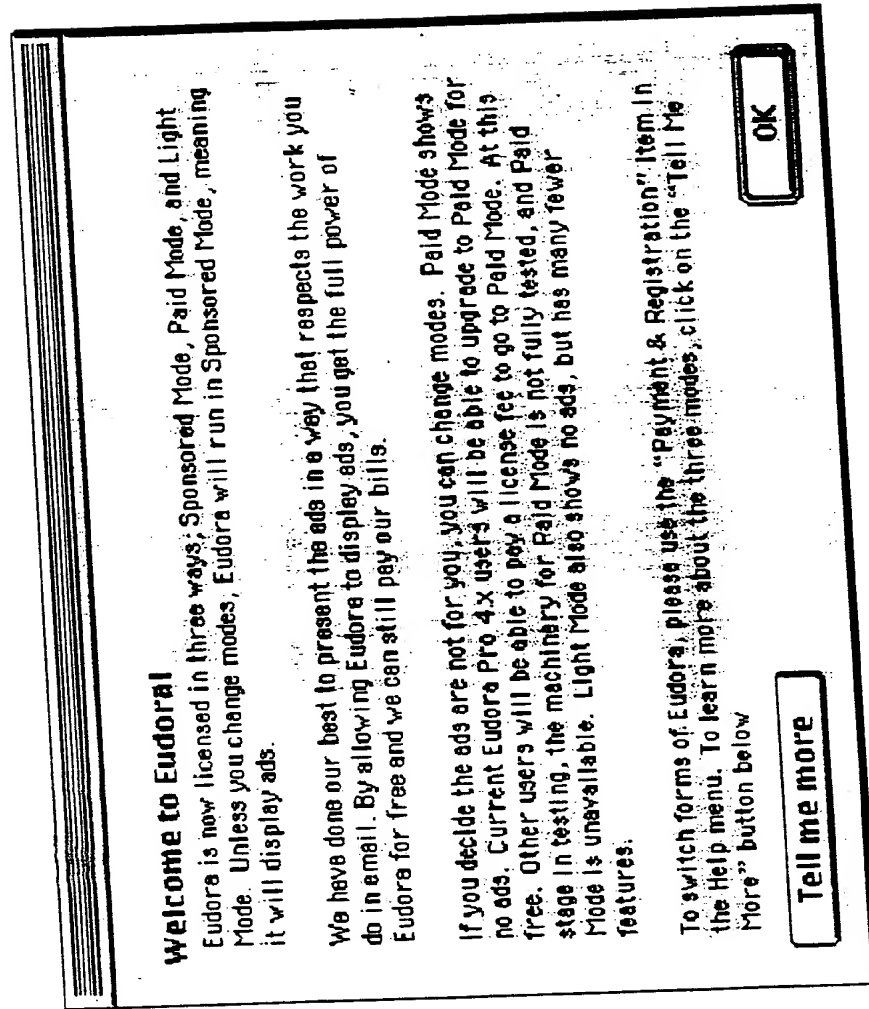 Welcome to Eudora!
Eudora is now licensed in three ways; Sponsored Mode, Paid Mode, and Light
Mode. Unless you change modes, Eudora will run in Sponsored Mode, meaning
it will display ads.
We have done our best to present the ads in a way that respects the work you
do in email. By allowing Eudora to display ads, you get the full power of
Eudora for free and we can still pay our bills.
If you decide the ads are not for you, you can change modes. Paid Mode shows
no ads. Current Eudora Pro 4.x users will be able to upgrade to Paid Mode for
free. Other users will be able to pay a license fee to go to Paid Mode. At this
stage in testing, the machinery for Paid Mode is not fully tested, and Paid
Mode is unavailable. Light Mode also shows no ads, but has many fewer
features.
To switch forms of Eudora, please use the “Payment & Registration” item in
the Help menu. To learn more about the three modes, click on the “Tell Me
More” button below
Tell me more
OK